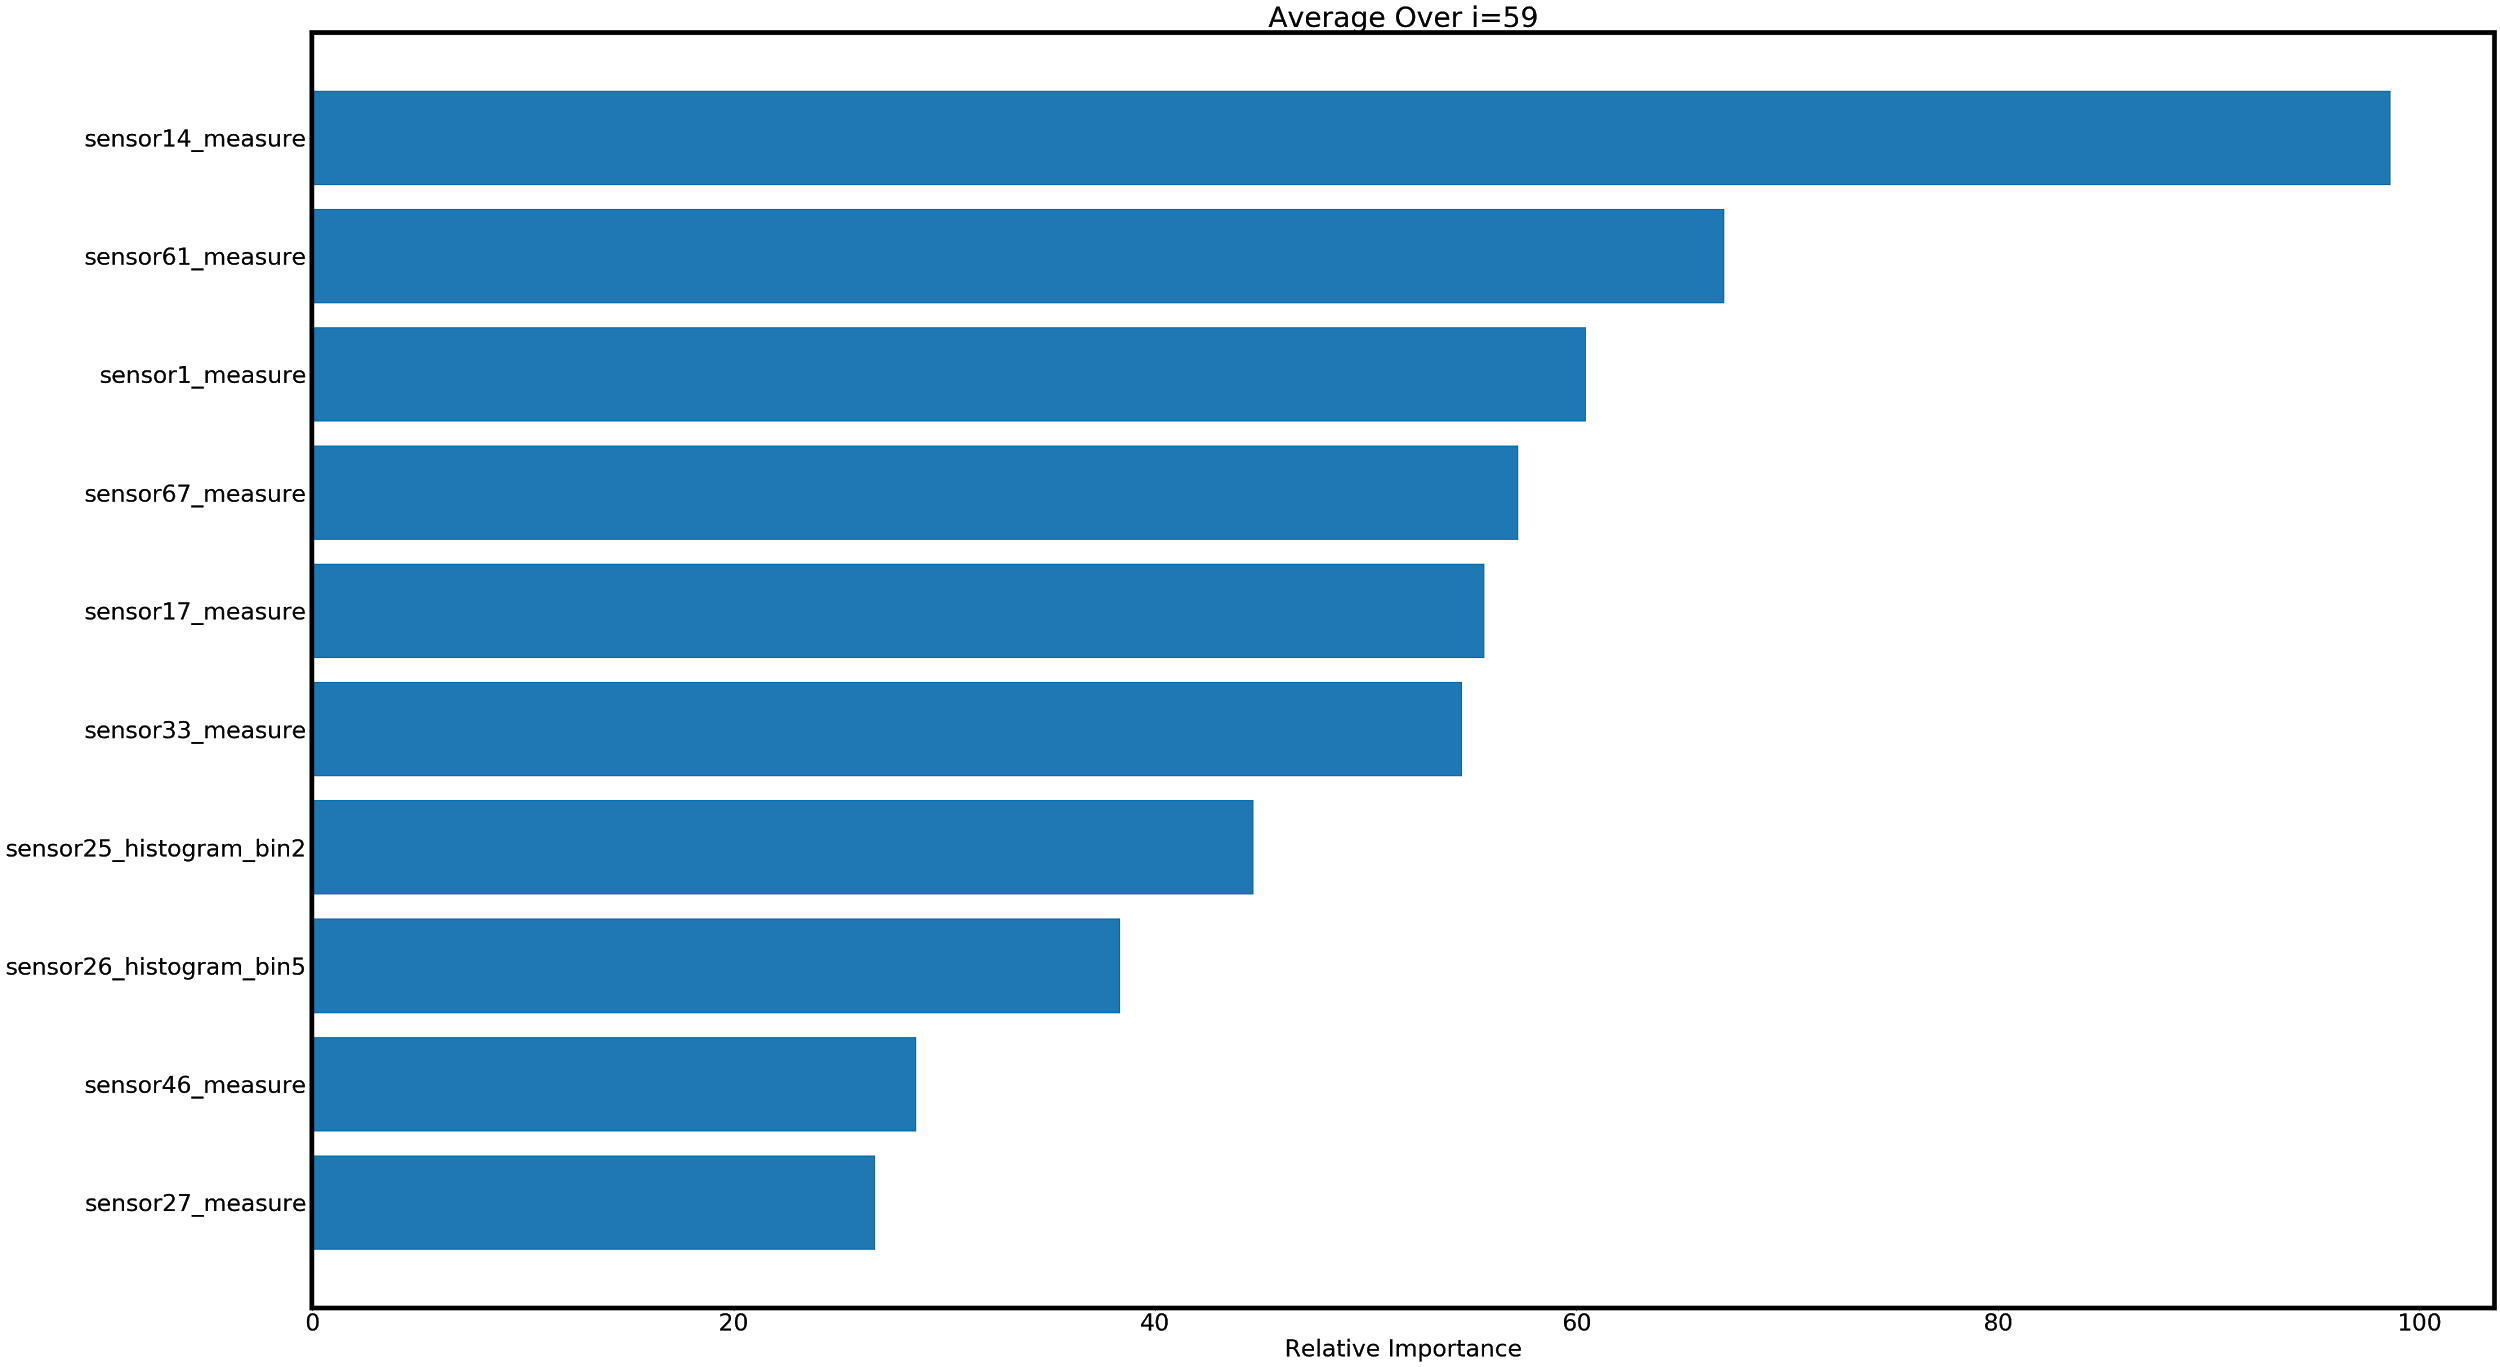 Average Over i=59
sensor14_measure
sensor61_measure
sensor1_measure
sensor67_measure
sensor17_measure
sensor33_measure
sensor25_histogram_bin2
sensor26_histogram_bin5
sensor46_measure
sensor27_measure
0 20 40 60 80 100
Relative Importance